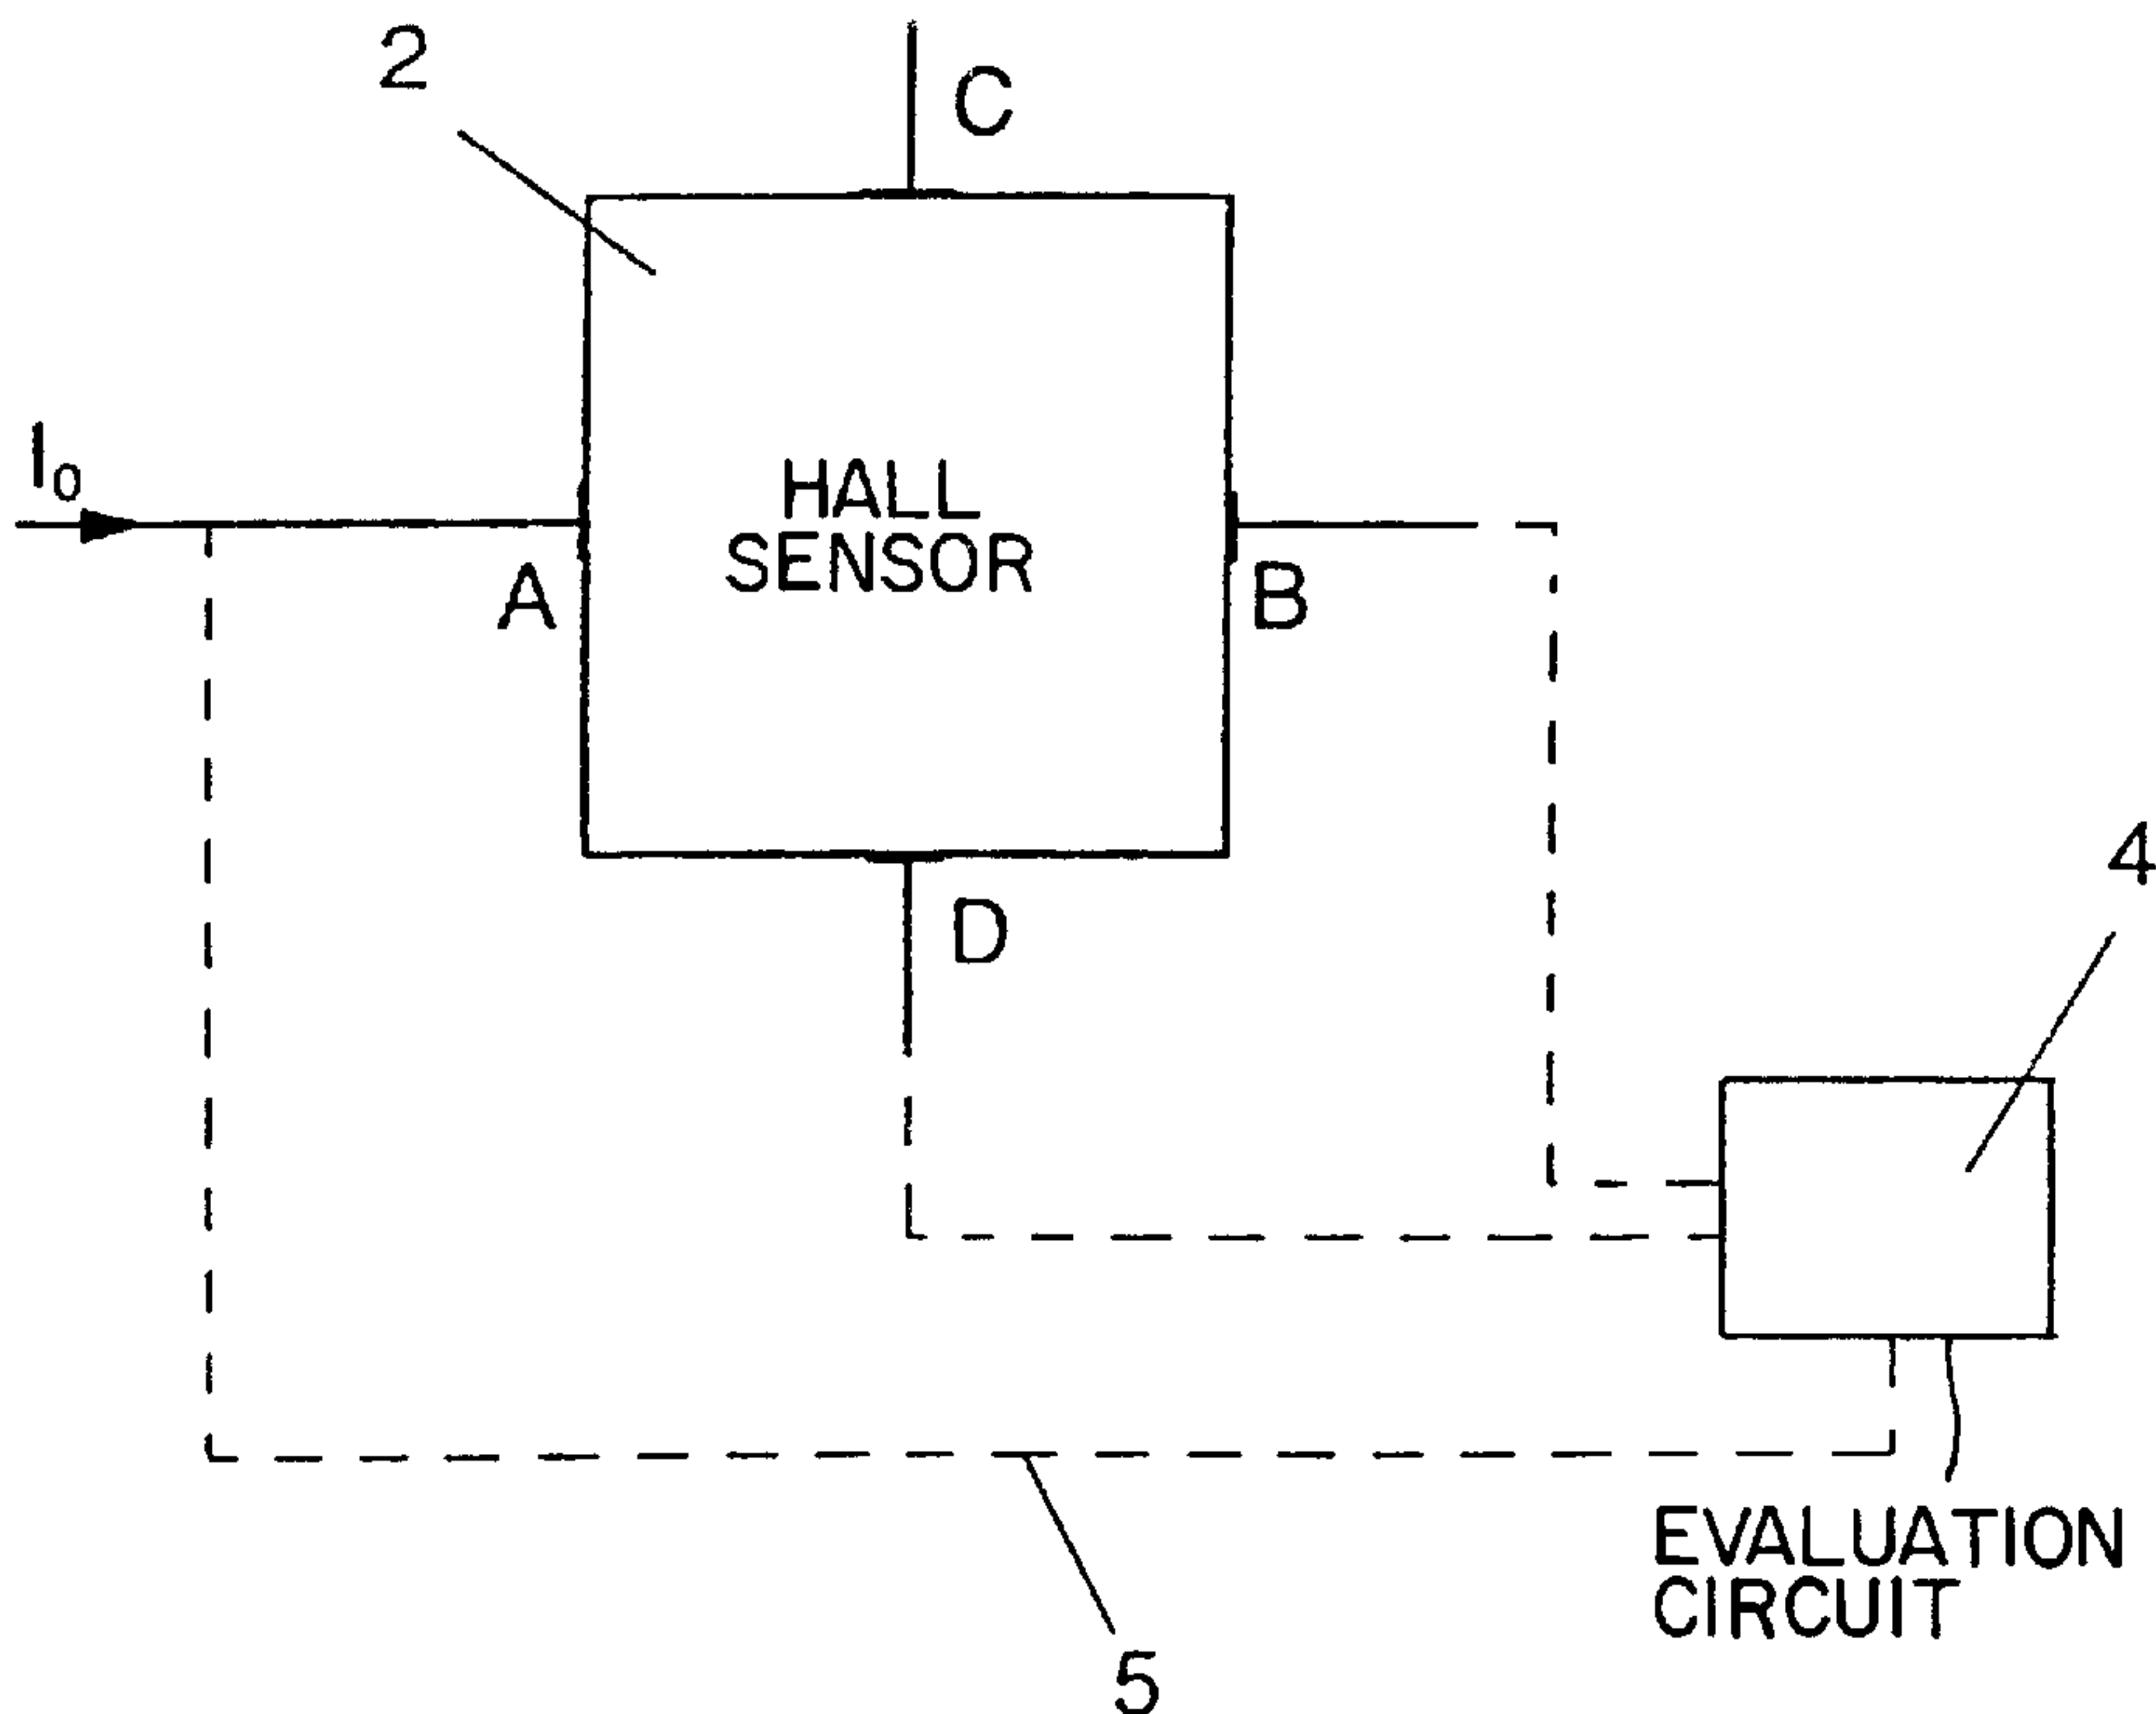 2
C
I₀
HALL
SENSOR
A
B
4
D
EVALUATION
CIRCUIT
5